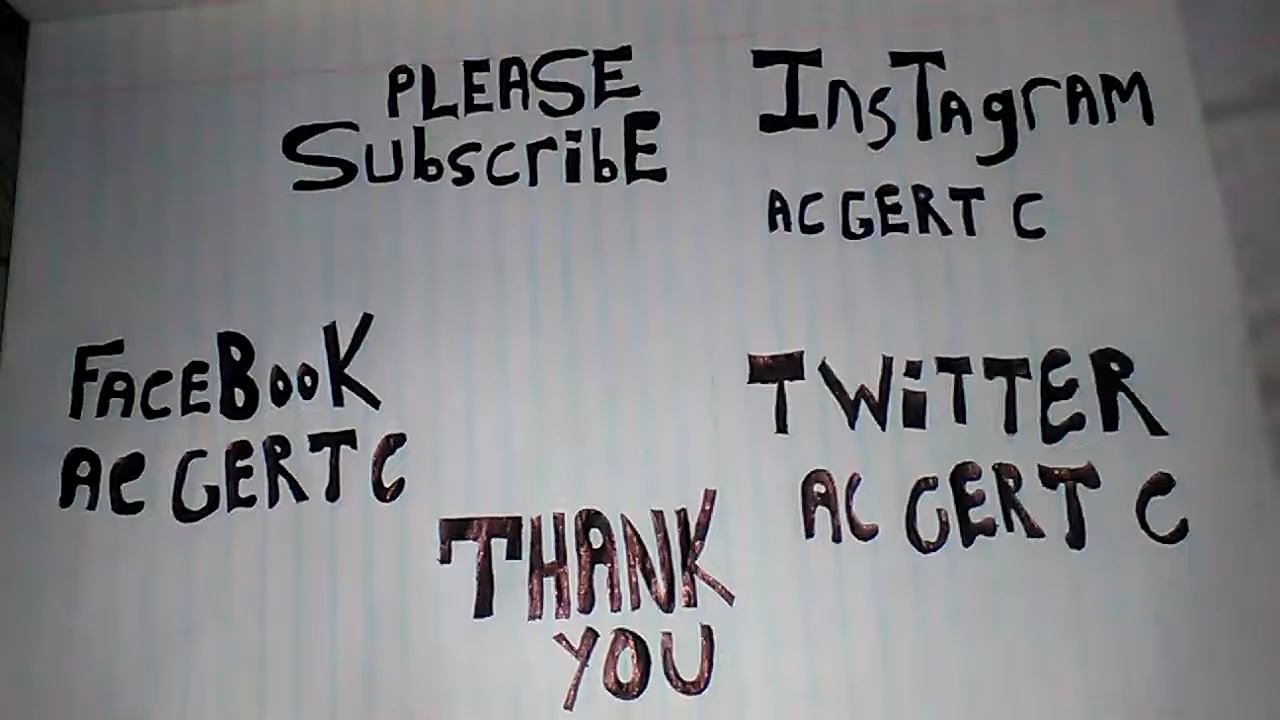 PLEASE
SubscribE
InsTagrAM
AC GERT C
FACEBooK
AC GERT C
TWiTTER
AC GERT C
THANK
YOU